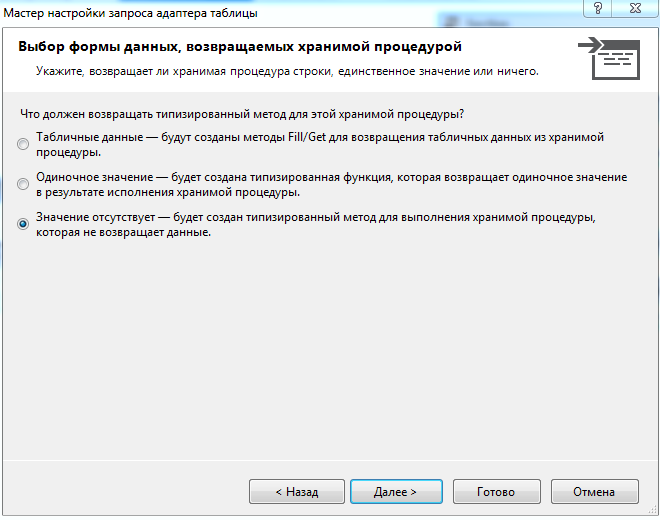 Мастер настройки запроса адаптера таблицы
?
Выбор формы данных, возвращаемых хранимой процедурой
Укажите, возвращает ли хранимая процедура строки, единственное значение или ничего.
Что должен возвращать типизированный метод для этой хранимой процедуры?
Табличные данные — будут созданы методы Fill/Get для возвращения табличных данных из хранимой
процедуры.
Одиночное значение — будет создана типизированная функция, которая возвращает одиночное значение
в результате исполнения хранимой процедуры.
Значение отсутствует — будет создан типизированный метод для выполнения хранимой процедуры,
которая не возвращает данные.
< Назад
Далее >
Готово
Отмена